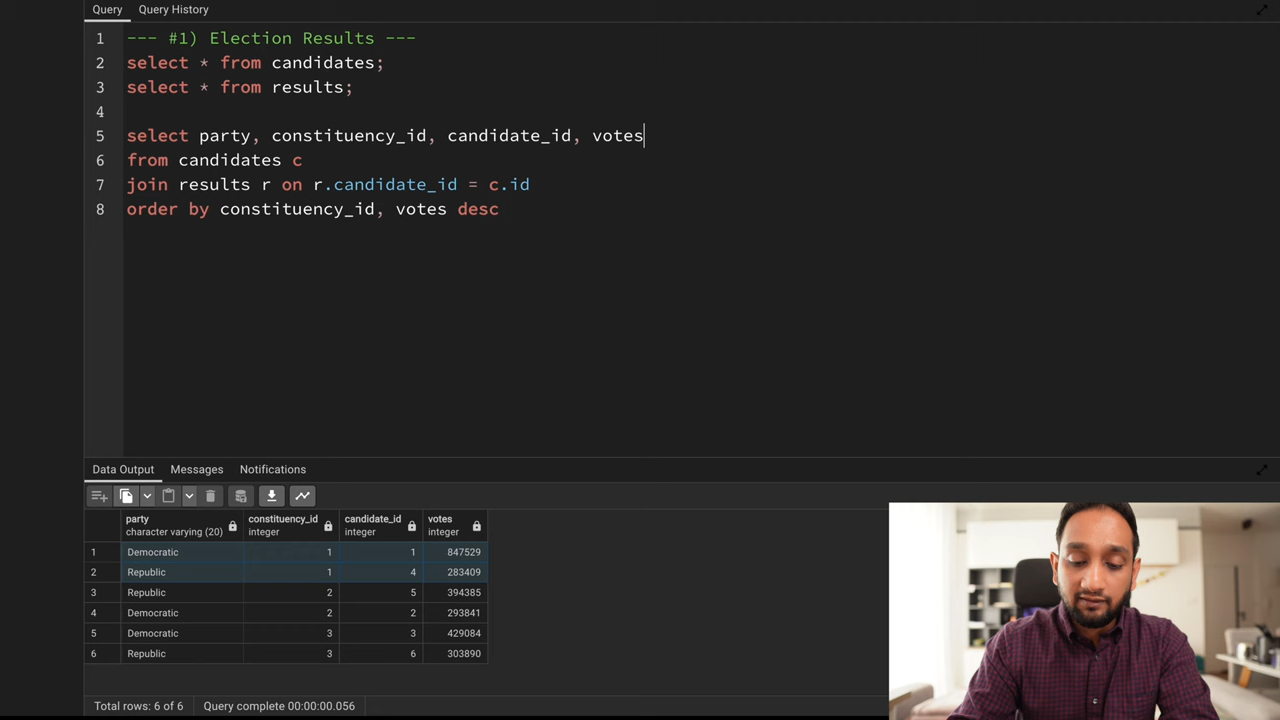 Query Query History
1 --- #1) Election Results ---
2 select * from candidates;
3 select * from results;
4
5 select party, constituency_id, candidate_id, votes
6 from candidates c
7 join results r on r.candidate_id = c.id
8 order by constituency_id, votes desc
Data Output Messages Notifications
party constituency_id candidate_id votes
character varying (20) integer integer integer
1 Democratic 1 1 847529
2 Republic 1 4 283409
3 Republic 2 5 394385
4 Democratic 2 2 293841
5 Democratic 3 3 429084
6 Republic 3 6 303890
Total rows: 6 of 6 Query complete 00:00:00.056